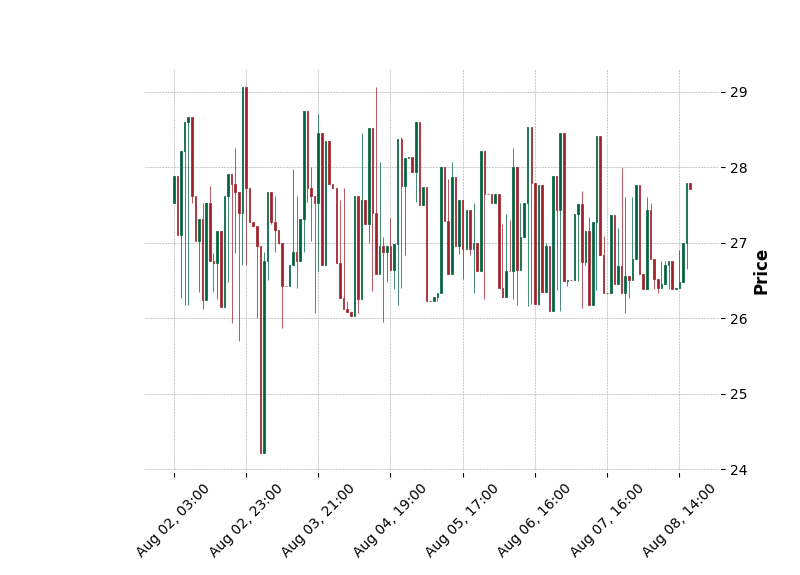 29
28
27
26
25
24
Price
Aug 02, 03:00
Aug 02, 23:00
Aug 03, 21:00
Aug 04, 19:00
Aug 05, 17:00
Aug 06, 16:00
Aug 07, 16:00
Aug 08, 14:00